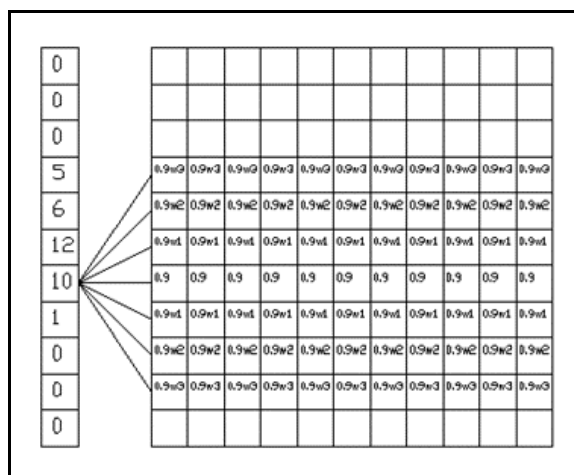 0
0
0
5 0.9w3 0.9w3 0.9w3 0.9w3 0.9w3 0.9w3 0.9w3 0.9w3 0.9w3 0.9w3 0.9w3
6 0.9w2 0.9w2 0.9w2 0.9w2 0.9w2 0.9w2 0.9w2 0.9w2 0.9w2 0.9w2 0.9w2
12 0.9w1 0.9w1 0.9w1 0.9w1 0.9w1 0.9w1 0.9w1 0.9w1 0.9w1 0.9w1 0.9w1
10 0.9 0.9 0.9 0.9 0.9 0.9 0.9 0.9 0.9 0.9 0.9
1 0.9w1 0.9w1 0.9w1 0.9w1 0.9w1 0.9w1 0.9w1 0.9w1 0.9w1 0.9w1 0.9w1
0 0.9w2 0.9w2 0.9w2 0.9w2 0.9w2 0.9w2 0.9w2 0.9w2 0.9w2 0.9w2 0.9w2
0 0.9w3 0.9w3 0.9w3 0.9w3 0.9w3 0.9w3 0.9w3 0.9w3 0.9w3 0.9w3 0.9w3
0